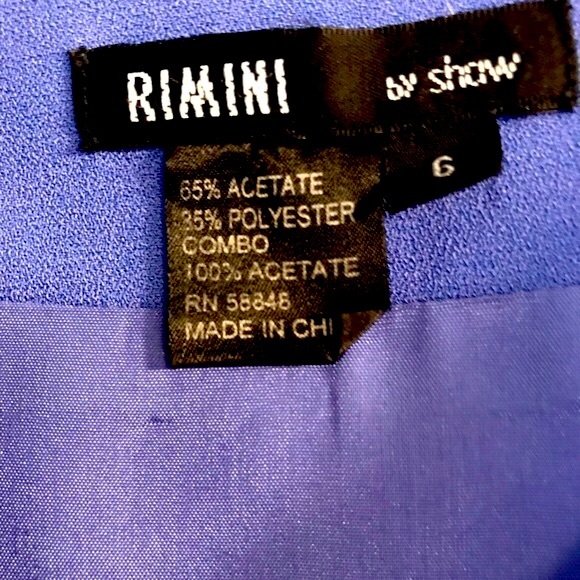 RIMINI by shaw
6
65% ACETATE
35% POLYESTER
COMBO
100% ACETATE
RN 58848
MADE IN CHI